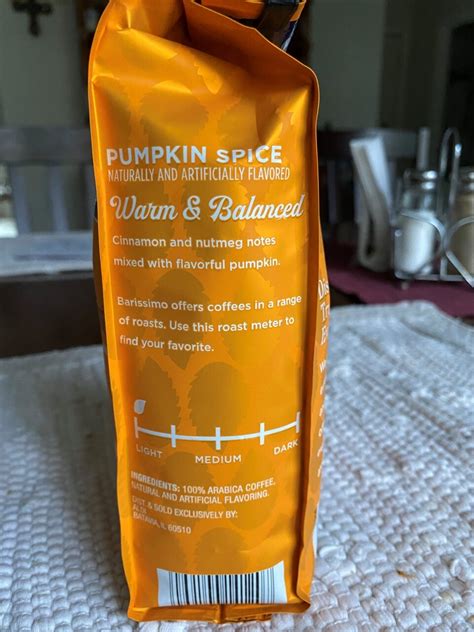 PUMPKIN SPICE
NATURALLY AND ARTIFICIALLY FLAVORED
Warm & Balanced
Cinnamon and nutmeg notes
mixed with flavorful pumpkin.
Barissimo offers coffees in a range
of roasts. Use this roast meter to
find your favorite.
LIGHT
MEDIUM
DARK
INGREDIENTS: 100% ARABICA COFFEE,
NATURAL AND ARTIFICIAL FLAVORING.
DIST. & SOLD EXCLUSIVELY BY:
ALDI
BATAVIA, IL 60510